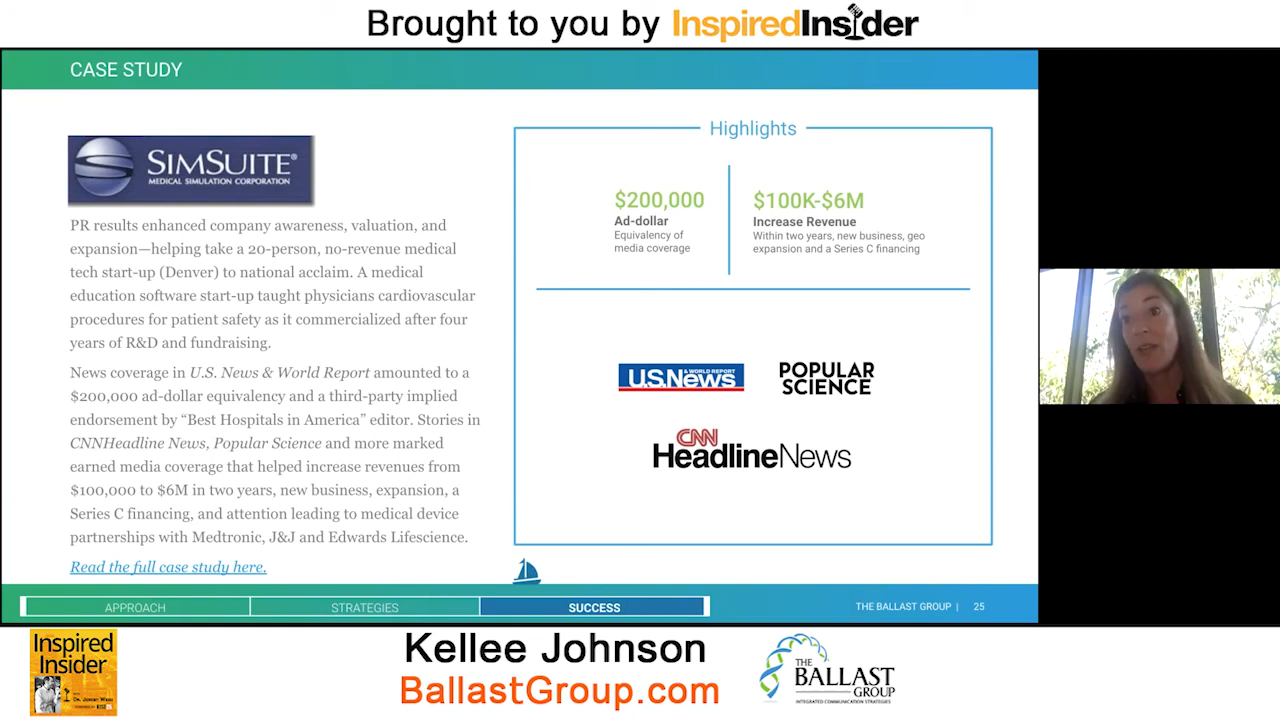 Brought to you by InspiredInsider
CASE STUDY
SIMSUITE®
MEDICAL SIMULATION CORPORATION
PR results enhanced company awareness, valuation, and
expansion—helping take a 20-person, no-revenue medical
tech start-up (Denver) to national acclaim. A medical
education software start-up taught physicians cardiovascular
procedures for patient safety as it commercialized after four
years of R&D and fundraising.
News coverage in U.S. News & World Report amounted to a
$200,000 ad-dollar equivalency and a third-party implied
endorsement by “Best Hospitals in America” editor. Stories in
CNNHeadline News, Popular Science and more marked
earned media coverage that helped increase revenues from
$100,000 to $6M in two years, new business, expansion, a
Series C financing, and attention leading to medical device
partnerships with Medtronic, J&J and Edwards Lifescience.
Read the full case study here.
Highlights
$200,000
Ad-dollar
Equivalency of
media coverage
$100K-$6M
Increase Revenue
Within two years, new business, geo
expansion and a Series C financing
U.S.News & WORLD REPORT
POPULAR
SCIENCE
CNN
HeadlineNews
APPROACH
STRATEGIES
SUCCESS
THE BALLAST GROUP | 25
Inspired
Insider
Kellee Johnson
BallastGroup.com
THE
BALLAST
GROUP
INTEGRATED COMMUNICATION STRATEGIES